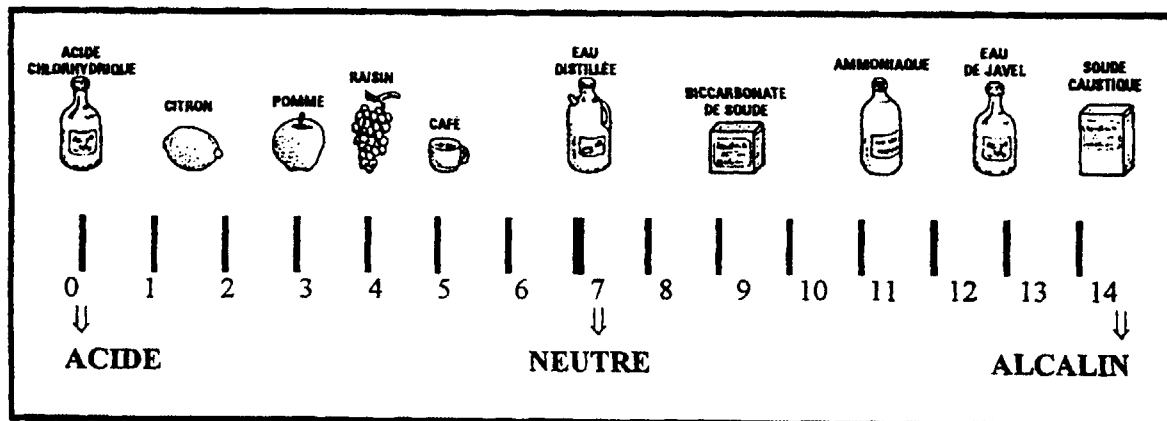 ACIDE
CHLORHYDRIQUE
CITRON
POMME
RAISIN
CAFÉ
EAU
DISTILLÉE
BICCARBONATE
DE SOUDE
AMMONIAQUE
EAU
DE JAVEL
SOUDE
CAUSTIQUE
0 1 2 3 4 5 6 7 8 9 10 11 12 13 14
ACIDE NEUTRE ALCALIN